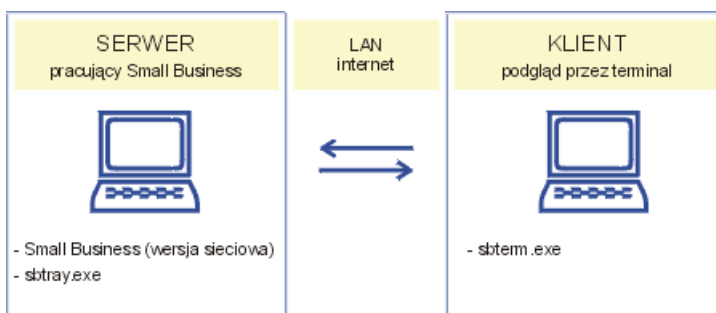 SERWER
pracujący Small Business
- Small Business (wersja sieciowa)
- sbtray.exe
LAN
internet
KLIENT
podgląd przez terminal
- sbterm.exe